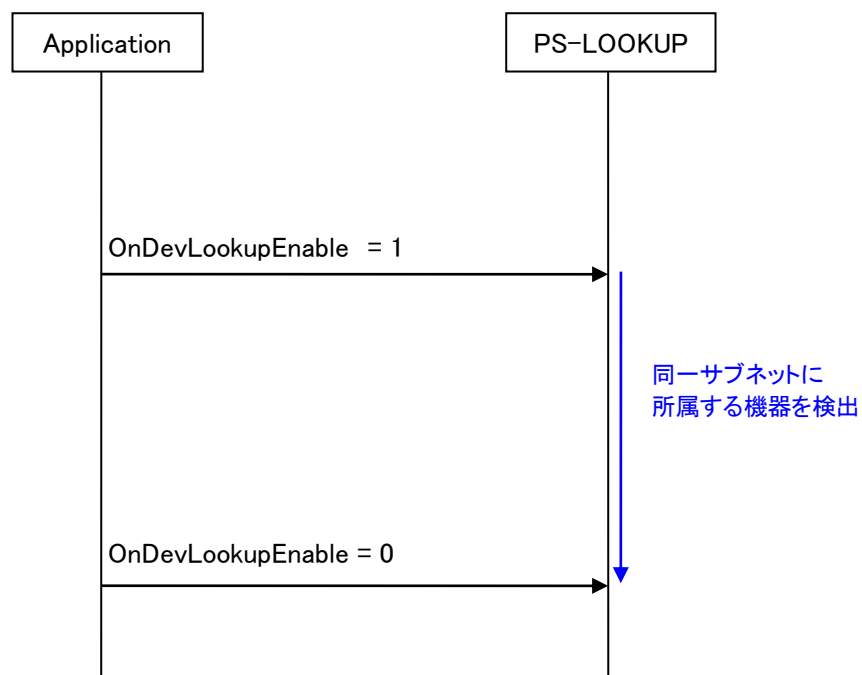 Application
PS-LOOKUP
OnDevLookupEnable = 1
同一サブネットに
所属する機器を検出
OnDevLookupEnable = 0